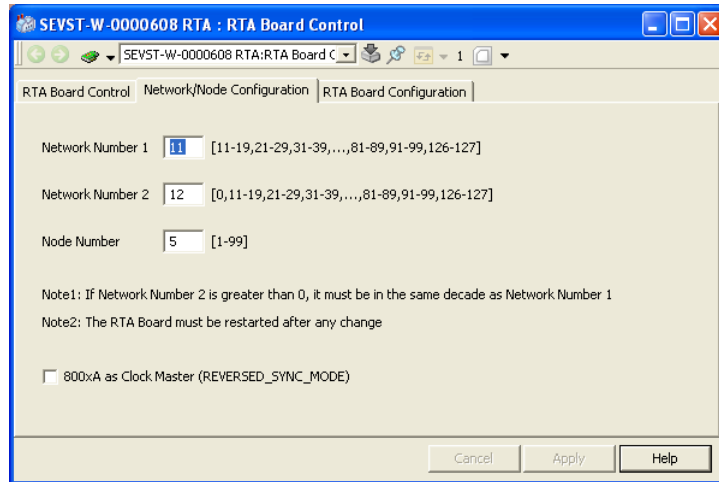 SEVST-W-0000608 RTA : RTA Board Control
SEVST-W-0000608 RTA:RTA Board C 1
RTA Board Control Network/Node Configuration RTA Board Configuration
Network Number 1 11 [11-19,21-29,31-39,...,81-89,91-99,126-127]
Network Number 2 12 [0,11-19,21-29,31-39,...,81-89,91-99,126-127]
Node Number 5 [1-99]
Note1: If Network Number 2 is greater than 0, it must be in the same decade as Network Number 1
Note2: The RTA Board must be restarted after any change
800xA as Clock Master (REVERSED_SYNC_MODE)
Cancel Apply Help